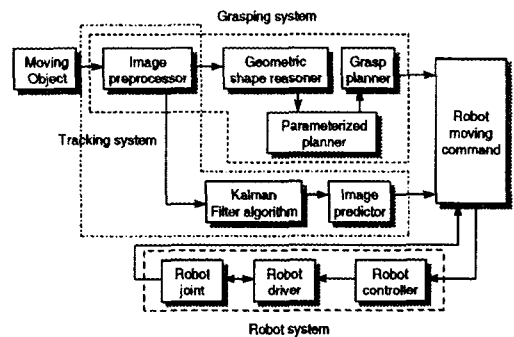 Grasping system
Moving
Object
Image
preprocessor
Geometric
shape reasoner
Grasp
planner
Parameterized
planner
Robot
moving
command
Tracking system
Kalman
Filter algorithm
Image
predictor
Robot
joint
Robot
driver
Robot
controller
Robot system